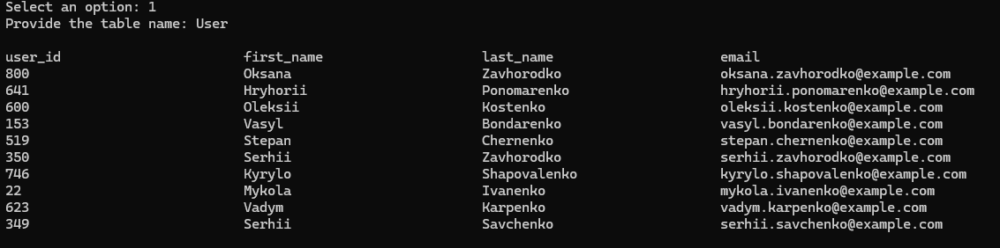 Select an option: 1
Provide the table name: User
user_id first_name last_name email
800 Oksana Zavhorodko oksana.zavhorodko@example.com
641 Hryhorii Ponomarenko hryhorii.ponomarenko@example.com
600 Oleksii Kostenko oleksii.kostenko@example.com
153 Vasyl Bondarenko vasyl.bondarenko@example.com
519 Stepan Chernenko stepan.chernenko@example.com
350 Serhii Zavhorodko serhii.zavhorodko@example.com
746 Kyrylo Shapovalenko kyrylo.shapovalenko@example.com
22 Mykola Ivanenko mykola.ivanenko@example.com
623 Vadym Karpenko vadym.karpenko@example.com
349 Serhii Savchenko serhii.savchenko@example.com